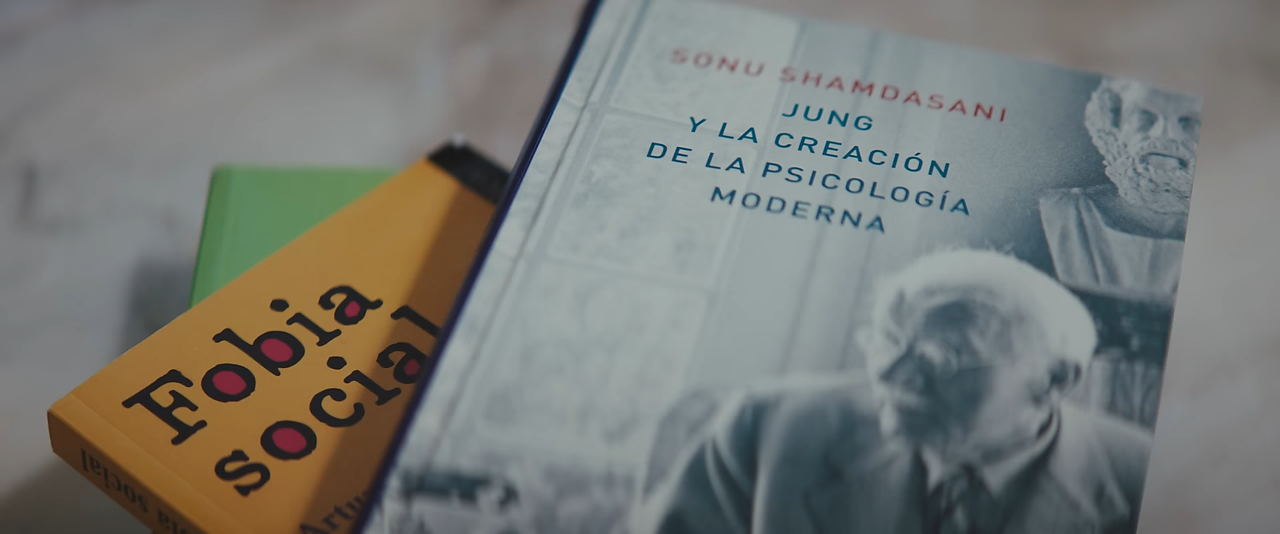 SONU SHAMDASANI
JUNG
Y LA CREACIÓN
DE LA PSICOLOGÍA
MODERNA
Fobia
social